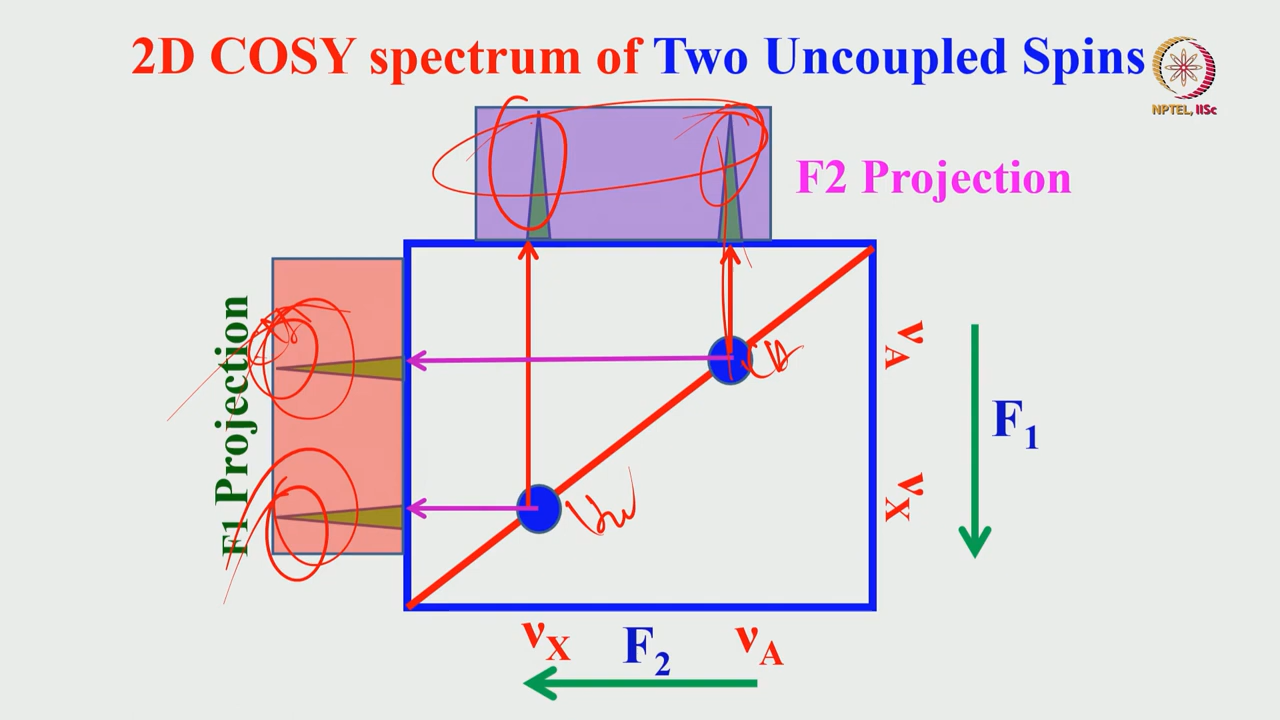 2D COSY spectrum of Two Uncoupled Spins
NPTEL, IISc
F2 Projection
F1 Projection
νA
F1
νX
νX
F2
νA